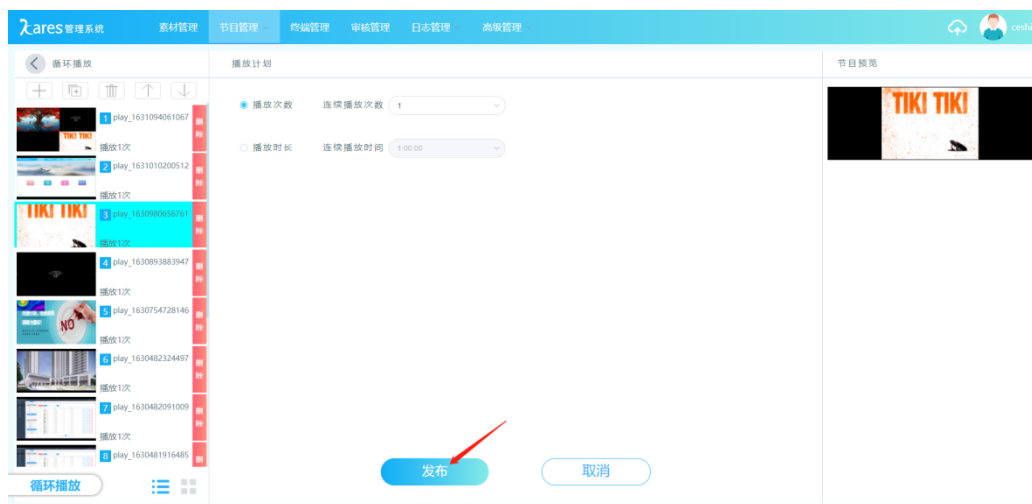 λcares管理系统 素材管理 节目管理 终端管理 审核管理 日志管理 高级管理 ceshi
循环播放 播放计划 节目预览
1 play_1631094061067 删除
播放1次
2 play_1631010200512 删除
播放1次
3 play_1630980656761 删除
播放1次
4 play_1630893883947 删除
播放1次
5 play_1630754728146 删除
播放1次
6 play_1630482324497 删除
播放1次
7 play_1630482091009 删除
播放1次
8 play_1630481916485 删
TIKI TIKI
TIKI TIKI
NO
播放次数 连续播放次数 1
播放时长 连续播放时间 1:00:00
TIKI TIKI
发布 取消
循环播放